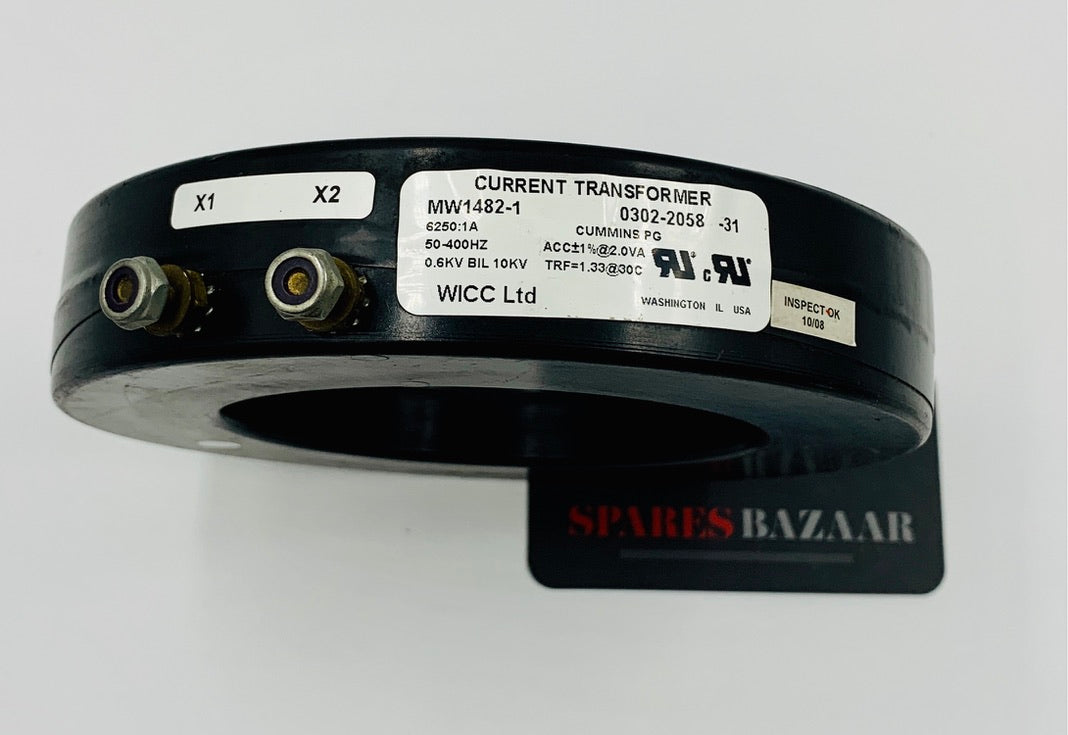 X1 X2
CURRENT TRANSFORMER
MW1482-1 0302-2058 -31
6250:1A CUMMINS PG
50-400HZ ACC±1%@2.0VA
0.6KV BIL 10KV TRF=1.33@30C
WICC Ltd
WASHINGTON IL USA
INSPECT OK
10/08
SPARES BAZAAR